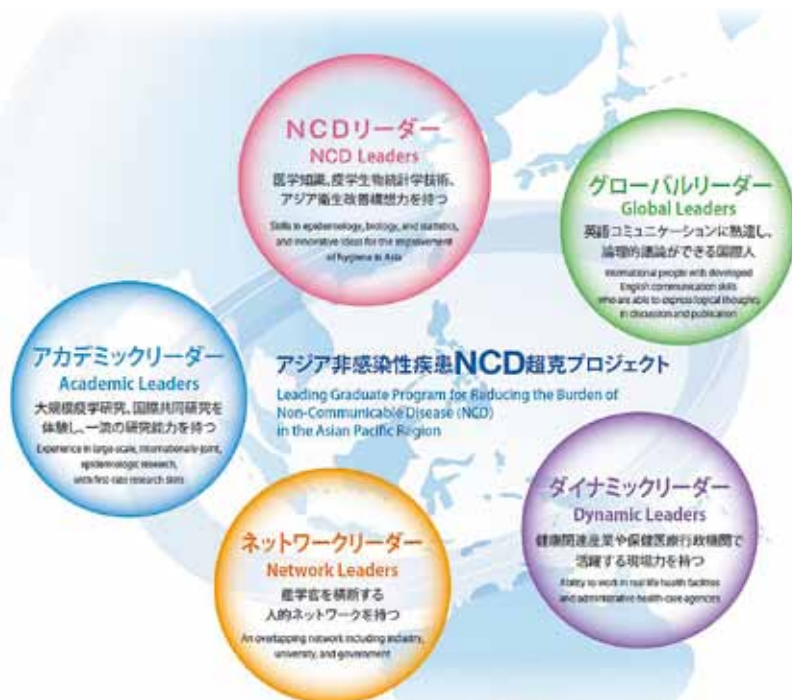 NCDリーダー
NCD Leaders
医学知識、疫学生物統計学技術、
アジア衛生改善構想力を持つ
Skills in epidemiology, biology, and statistics,
and innovative ideas for the improvement
of hygiene in Asia
グローバルリーダー
Global Leaders
英語コミュニケーションに熟達し、
論理的議論ができる国際人
International people with developed
English communication skills
who are able to express logical thoughts
in discussion and publication
アカデミックリーダー
Academic Leaders
大規模疫学研究、国際共同研究を
体験し、一流の研究能力を持つ
Experience in large-scale, internationally-joint,
epidemiologic research,
with first-rate research skills
アジア非感染性疾患NCD超克プロジェクト
Leading Graduate Program for Reducing the Burden of
Non-Communicable Disease (NCD)
in the Asian Pacific Region
ダイナミックリーダー
Dynamic Leaders
健康関連産業や保健医療行政機関で
活躍する現場力を持つ
Ability to work in real life health facilities
and administrative health-care agencies
ネットワークリーダー
Network Leaders
産学官を横断する
人的ネットワークを持つ
An overlapping network including industry,
university, and government